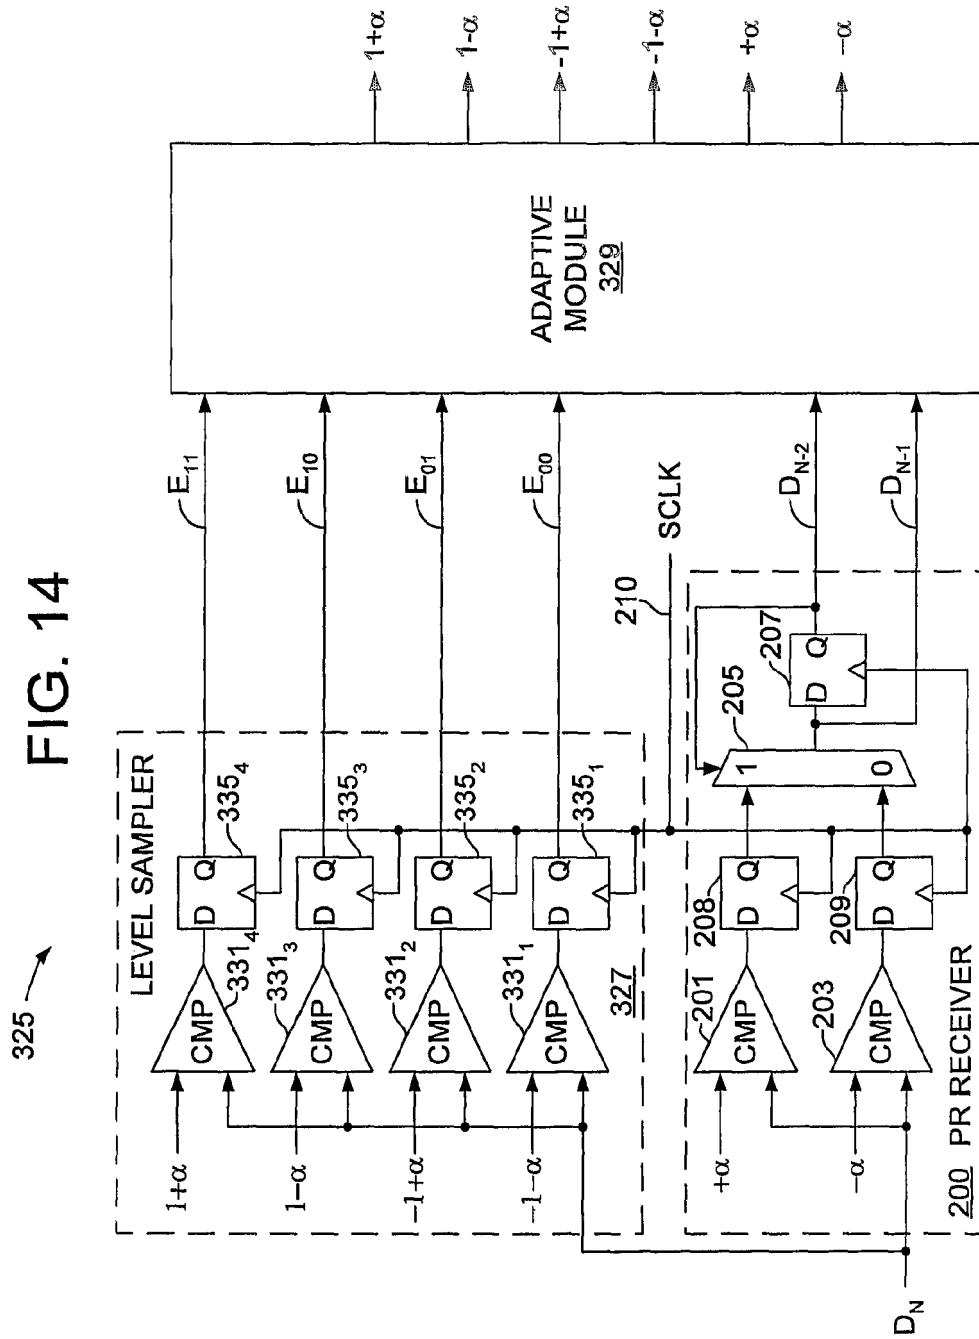 FIG. 14
325
LEVEL SAMPLER
1+α
CMP
331₄
D Q
335₄
E₁₁
1−α
CMP
331₃
D Q
335₃
E₁₀
−1+α
CMP
331₂
D Q
335₂
E₀₁
−1−α
CMP
331₁
D Q
335₁
E₀₀
327
210
SCLK
ADAPTIVE
MODULE
329
1+α
1-α
-1+α
-1-α
+α
−α
+α
CMP
201
D Q
208
1
205
D Q
207
D_N-2
D_N-1
−α
CMP
203
D Q
209
0
200 PR RECEIVER
D_N